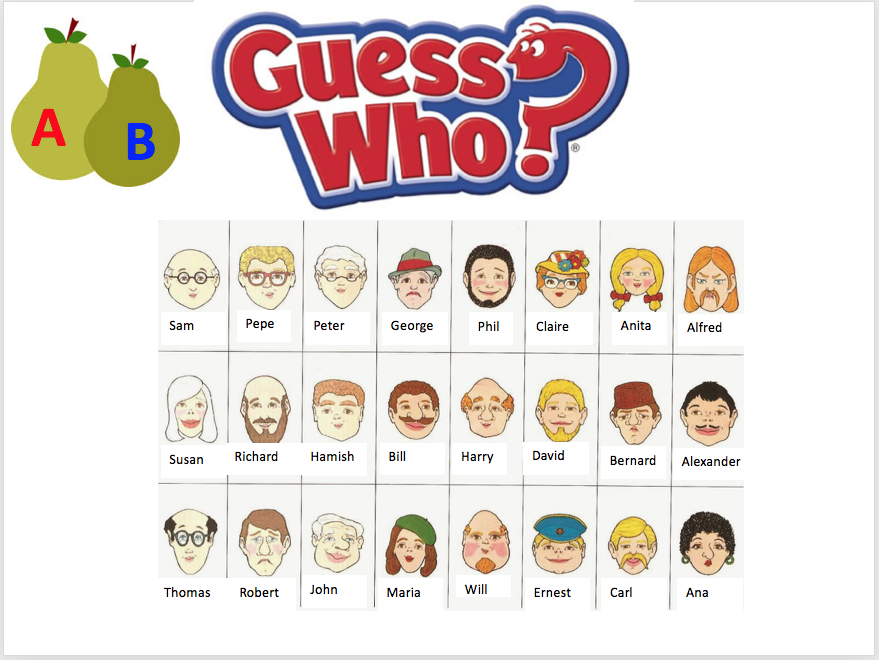 A
B
Guess
Who?®
Sam Pepe Peter George Phil Claire Anita Alfred
Susan Richard Hamish Bill Harry David Bernard Alexander
Thomas Robert John Maria Will Ernest Carl Ana